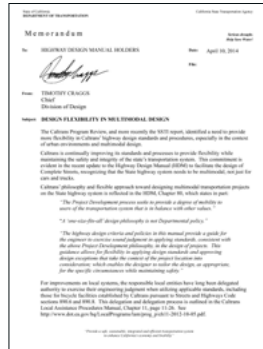 State of California
DEPARTMENT OF TRANSPORTATION
California State Transportation Agency
Memorandum
To: HIGHWAY DESIGN MANUAL HOLDERS
Date: April 10, 2014
File:
From: TIMOTHY CRAGGS
Chief
Division of Design
Subject: DESIGN FLEXIBILITY IN MULTIMODAL DESIGN
The Caltrans Program Review, and more recently the SSTI report, identified a need to provide
more flexibility in Caltrans' highway design standards and procedures, especially in the context
of urban environments and multimodal design.
Caltrans is continually improving its standards and processes to provide flexibility while
maintaining the safety and integrity of the state's transportation system. This commitment is
evident in the recent update to the Highway Design Manual (HDM) to facilitate the design of
Complete Streets, recognizing that the State highway system needs to be multimodal, not just for
cars and trucks.
Caltrans' philosophy and flexible approach toward designing multimodal transportation projects
on the State highway system is reflected in the HDM, Chapter 80, which states in part:
"The Project Development process seeks to provide a degree of mobility to
users of the transportation system that is in balance with other values."
"A 'one-size-fits-all' design philosophy is not Departmental policy."
"The highway design criteria and policies in this manual provide a guide for
the engineer to exercise sound judgment in applying standards, consistent
with the above Project Development philosophy, in the design of projects. This
guidance allows for flexibility in applying design standards and approving
design exceptions that take the context of the project location into
consideration; which enables the designer to tailor the design, as appropriate,
for the specific circumstances while maintaining safety."
For improvements on local systems, the responsible local entities have long been delegated
authority to exercise their engineering judgment when utilizing applicable standards, including
those for bicycle facilities established by Caltrans pursuant to Streets and Highways Code
sections 890.6 and 890.8. This delegation and delegation process is outlined in the Caltrans
Local Assistance Procedures Manual, Chapter 11, page 11-26. See